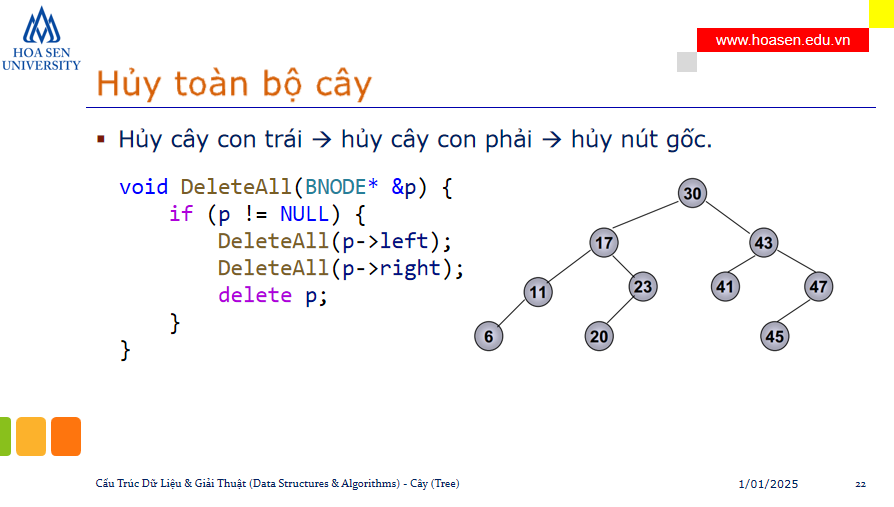 HOA SEN
UNIVERSITY
www.hoasen.edu.vn
Hủy toàn bộ cây
▪ Hủy cây con trái → hủy cây con phải → hủy nút gốc.
void DeleteAll(BNODE* &p) {
    if (p != NULL) {
        DeleteAll(p->left);
        DeleteAll(p->right);
        delete p;
    }
}
30
17 43
11 23 41 47
6 20 45
Cấu Trúc Dữ Liệu & Giải Thuật (Data Structures & Algorithms) - Cây (Tree)
1/01/2025
22